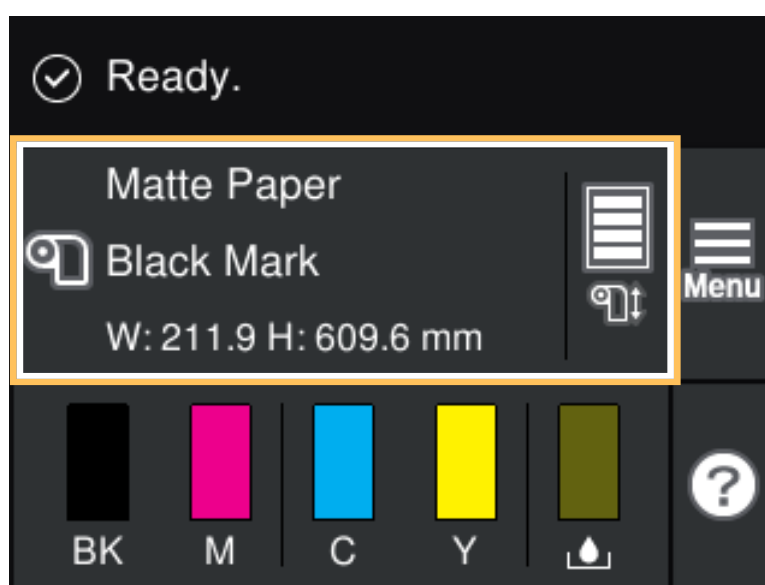 Ready.
Matte Paper
Black Mark
W: 211.9 H: 609.6 mm
Menu
?
BK M C Y